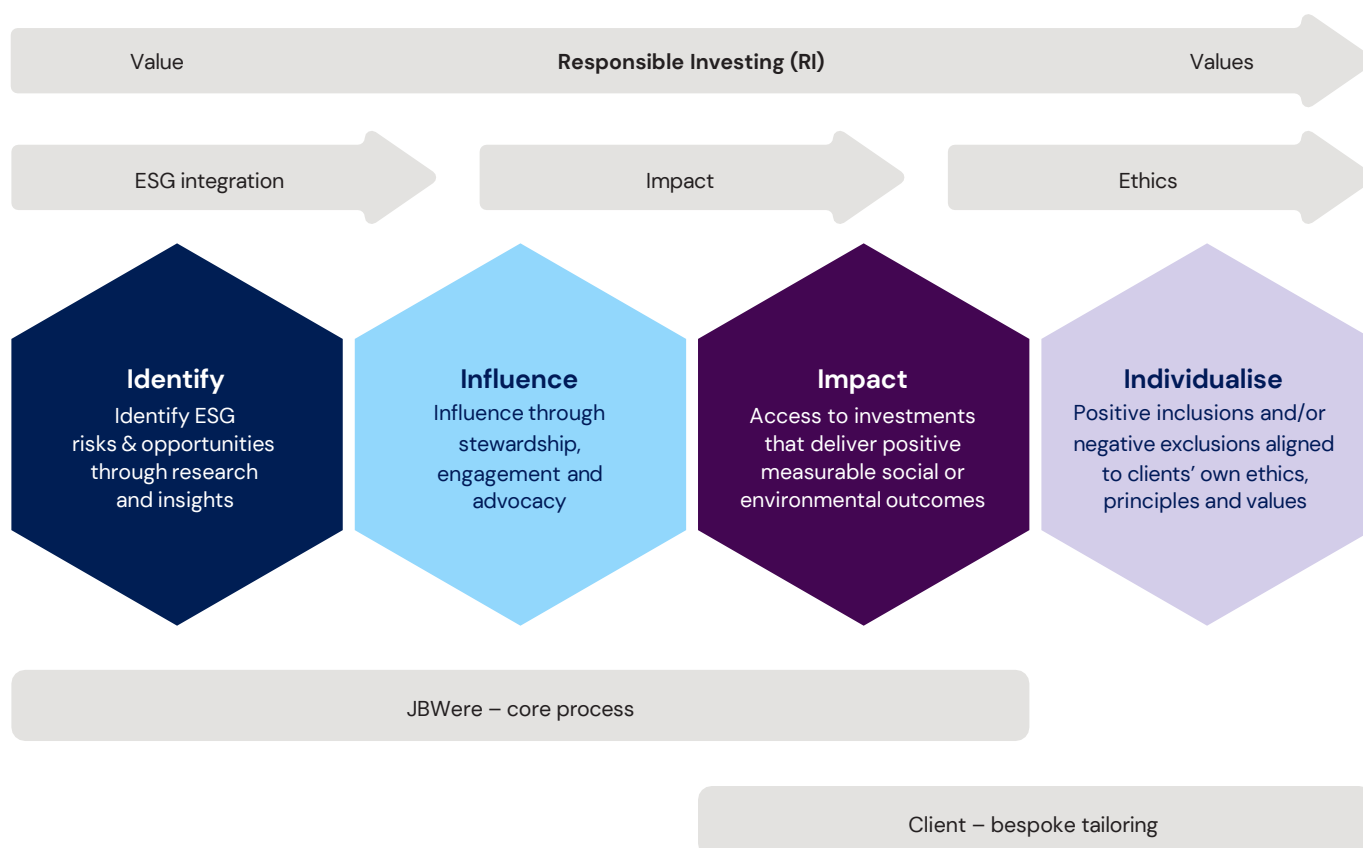 Value
Responsible Investing (RI)
Values
ESG integration
Impact
Ethics
Identify
Identify ESG
risks & opportunities
through research
and insights
Influence
Influence through
stewardship,
engagement and
advocacy
Impact
Access to investments
that deliver positive
measurable social or
environmental outcomes
Individualise
Positive inclusions and/or
negative exclusions aligned
to clients’ own ethics,
principles and values
JBWere – core process
Client – bespoke tailoring